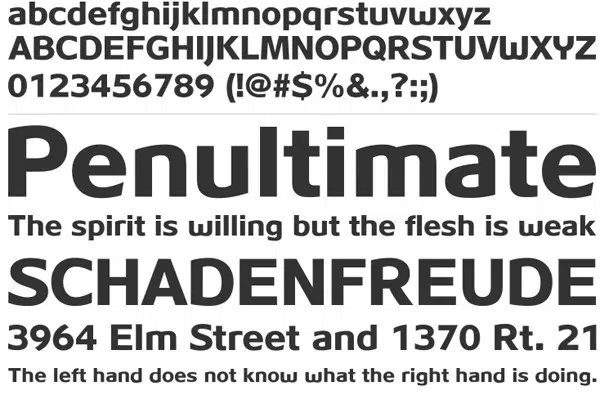 abcdefghijklmnopqrstuvwxyz
ABCDEFGHIJKLMNOPQRSTUVWXYZ
0123456789 (!@#$%&.,?:;)
Penultimate
The spirit is willing but the flesh is weak
SCHADENFREUDE
3964 Elm Street and 1370 Rt. 21
The left hand does not know what the right hand is doing.